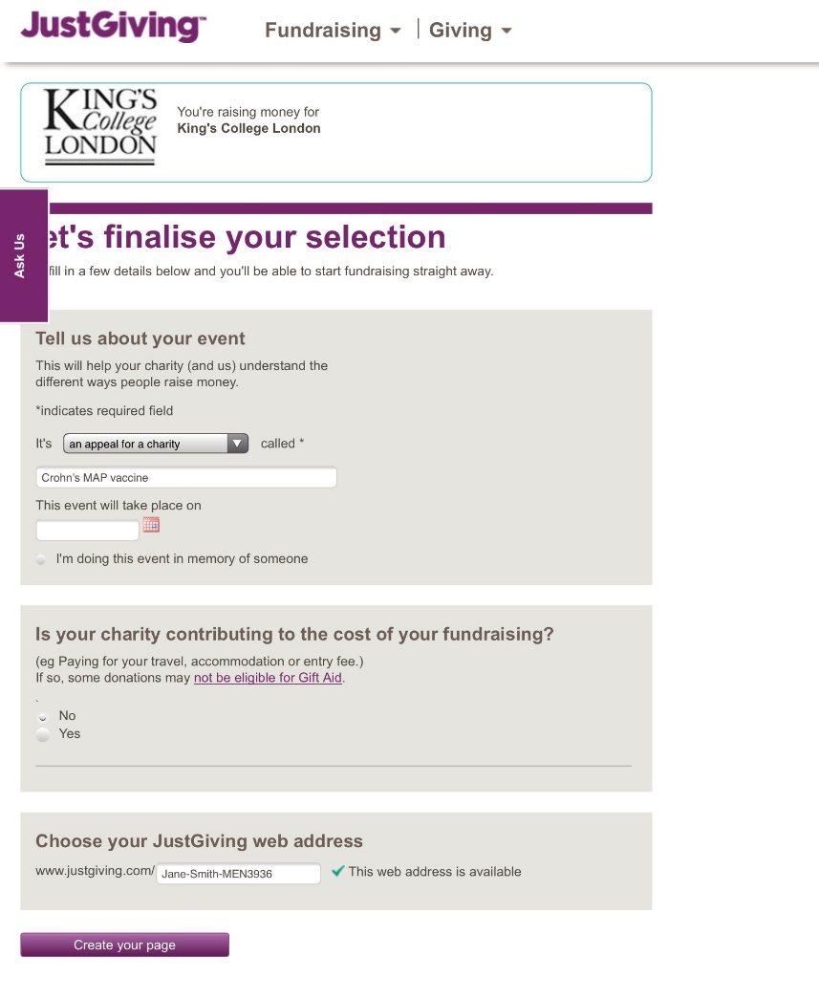 JustGiving™
Fundraising
Giving
KING'S
College
LONDON
You're raising money for
King's College London
Ask Us
et's finalise your selection
fill in a few details below and you'll be able to start fundraising straight away.
Tell us about your event
This will help your charity (and us) understand the
different ways people raise money.
*indicates required field
It's an appeal for a charity called *
Crohn's MAP vaccine
This event will take place on
I'm doing this event in memory of someone
Is your charity contributing to the cost of your fundraising?
(eg Paying for your travel, accommodation or entry fee.)
If so, some donations may not be eligible for Gift Aid.
No
Yes
Choose your JustGiving web address
www.justgiving.com/ Jane-Smith-MEN3936 This web address is available
Create your page